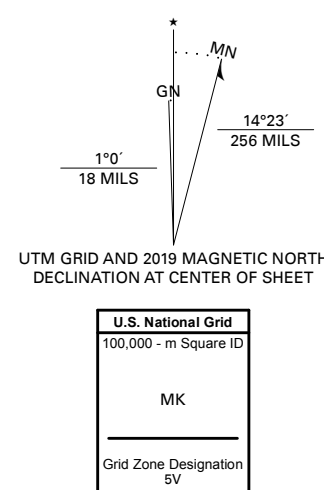 ★
MN
GN
14°23´
256 MILS
1°0´
18 MILS
UTM GRID AND 2019 MAGNETIC NORTH
DECLINATION AT CENTER OF SHEET
U.S. National Grid
100,000 - m Square ID
MK
Grid Zone Designation
5V